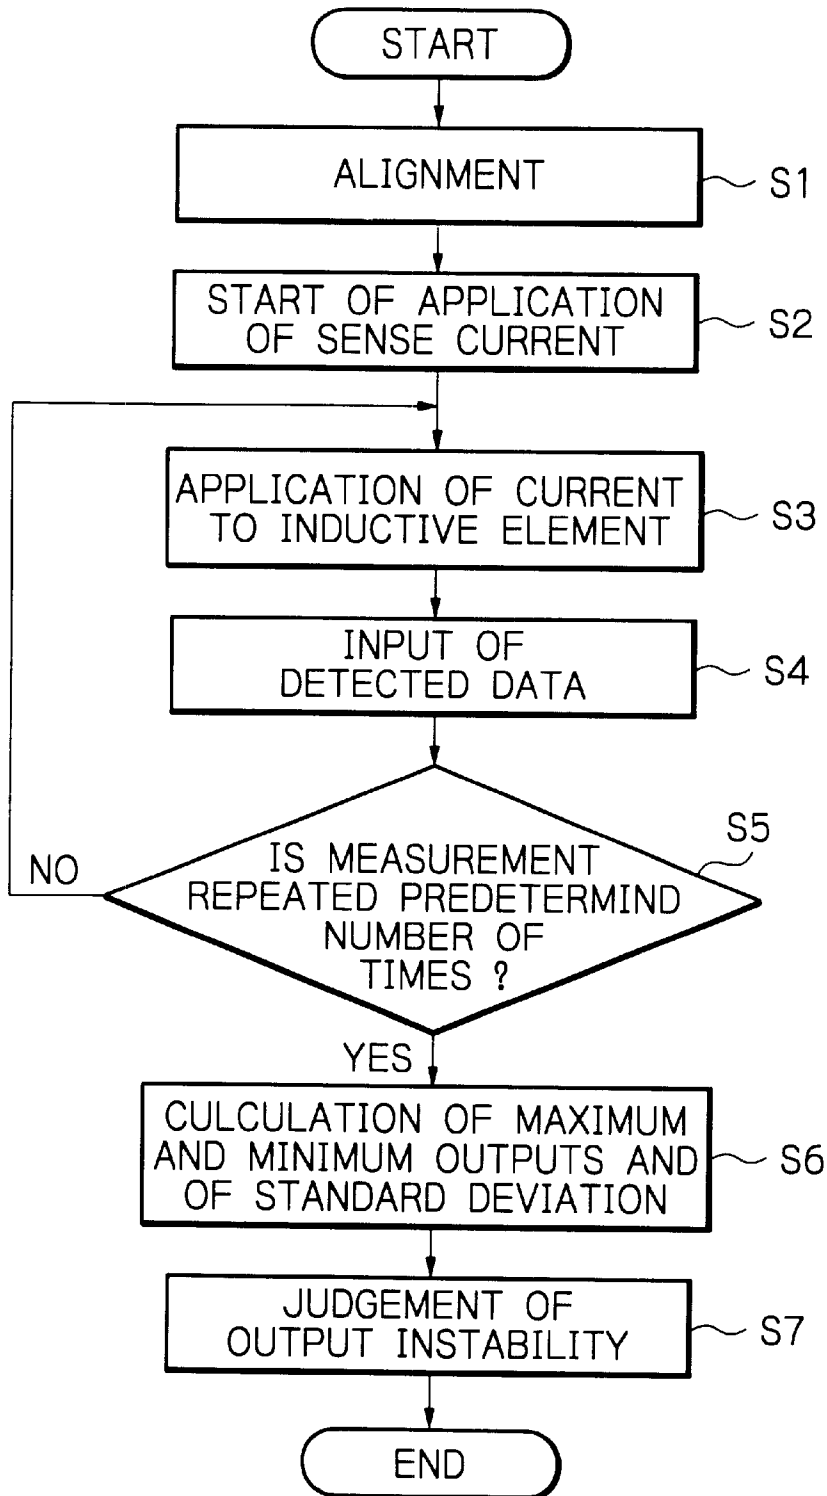 START
ALIGNMENT
S1
START OF APPLICATION
OF SENSE CURRENT
S2
APPLICATION OF CURRENT
TO INDUCTIVE ELEMENT
S3
INPUT OF
DETECTED DATA
S4
S5
IS MEASUREMENT
REPEATED PREDETERMIND
NUMBER OF
TIMES ?
NO
YES
CULCULATION OF MAXIMUM
AND MINIMUM OUTPUTS AND
OF STANDARD DEVIATION
S6
JUDGEMENT OF
OUTPUT INSTABILITY
S7
END